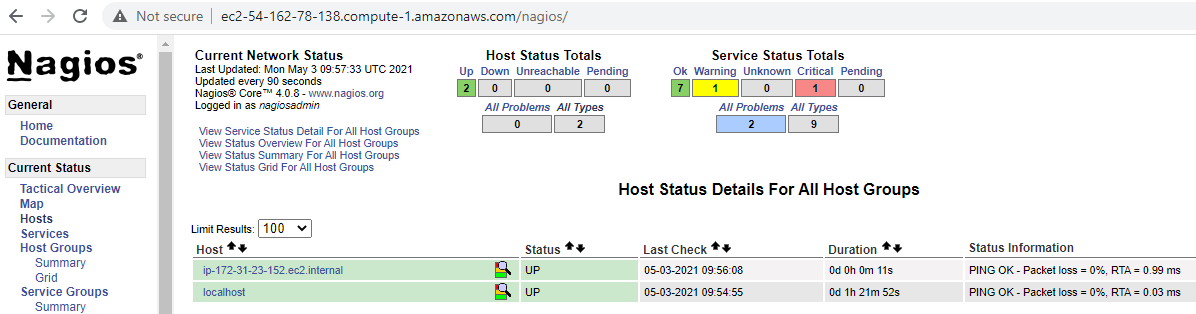 Not secure | ec2-54-162-78-138.compute-1.amazonaws.com/nagios/
Nagios®
General
Home
Documentation
Current Status
Tactical Overview
Map
Hosts
Services
Host Groups
Summary
Grid
Service Groups
Summary
Current Network Status
Last Updated: Mon May 3 09:57:33 UTC 2021
Updated every 90 seconds
Nagios® Core™ 4.0.8 - www.nagios.org
Logged in as nagiosadmin
View Service Status Detail For All Host Groups
View Status Overview For All Host Groups
View Status Summary For All Host Groups
View Status Grid For All Host Groups
Host Status Totals
Up Down Unreachable Pending
2 0 0 0
All Problems All Types
0 2
Service Status Totals
Ok Warning Unknown Critical Pending
7 1 0 1 0
All Problems All Types
2 9
Host Status Details For All Host Groups
Limit Results: 100
Host Status Last Check Duration Status Information
ip-172-31-23-152.ec2.internal UP 05-03-2021 09:56:08 0d 0h 0m 11s PING OK - Packet loss = 0%, RTA = 0.99 ms
localhost UP 05-03-2021 09:54:55 0d 1h 21m 52s PING OK - Packet loss = 0%, RTA = 0.03 ms